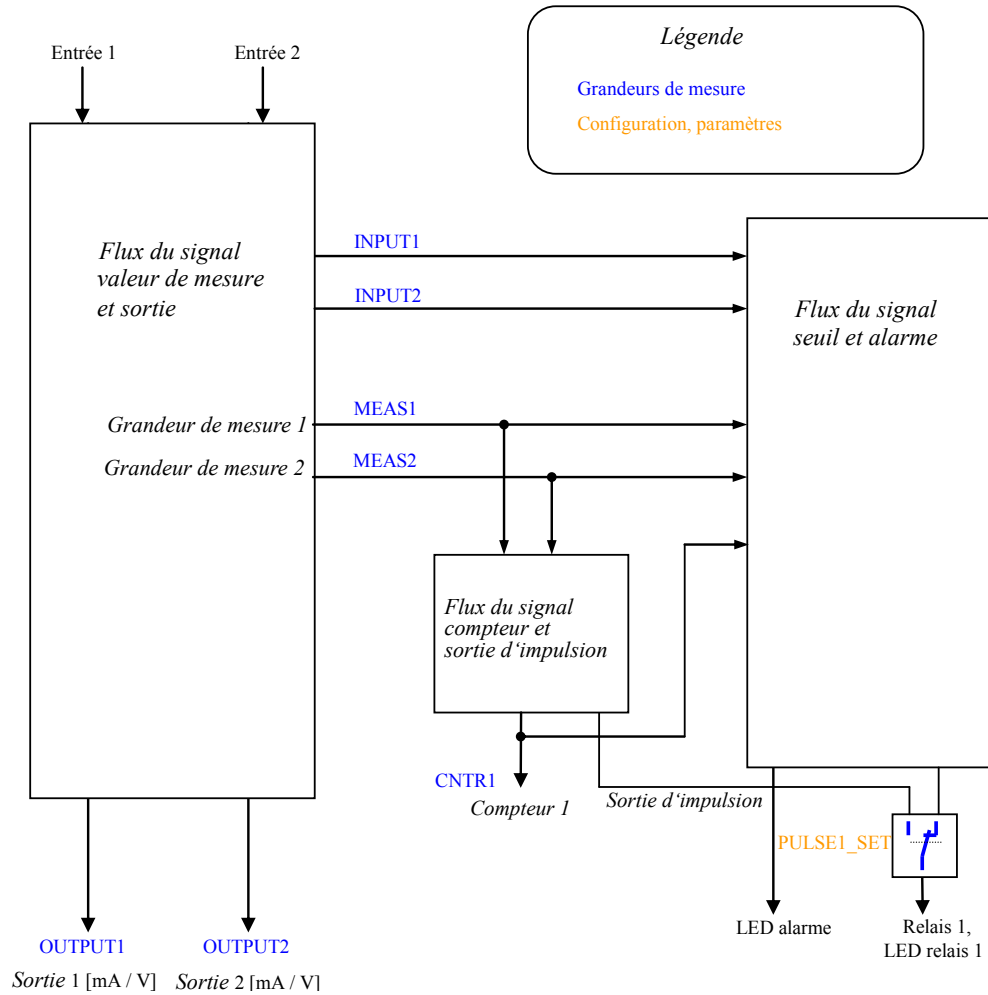 Entrée 1
Entrée 2
Légende
Grandeurs de mesure
Configuration, paramètres
Flux du signal
valeur de mesure
et sortie
INPUT1
INPUT2
Flux du signal
seuil et alarme
Grandeur de mesure 1
MEAS1
Grandeur de mesure 2
MEAS2
Flux du signal
compteur et
sortie d‘impulsion
CNTR1
Compteur 1
Sortie d‘impulsion
PULSE1_SET
LED alarme
Relais 1,
LED relais 1
OUTPUT1
OUTPUT2
Sortie 1 [mA / V]
Sortie 2 [mA / V]